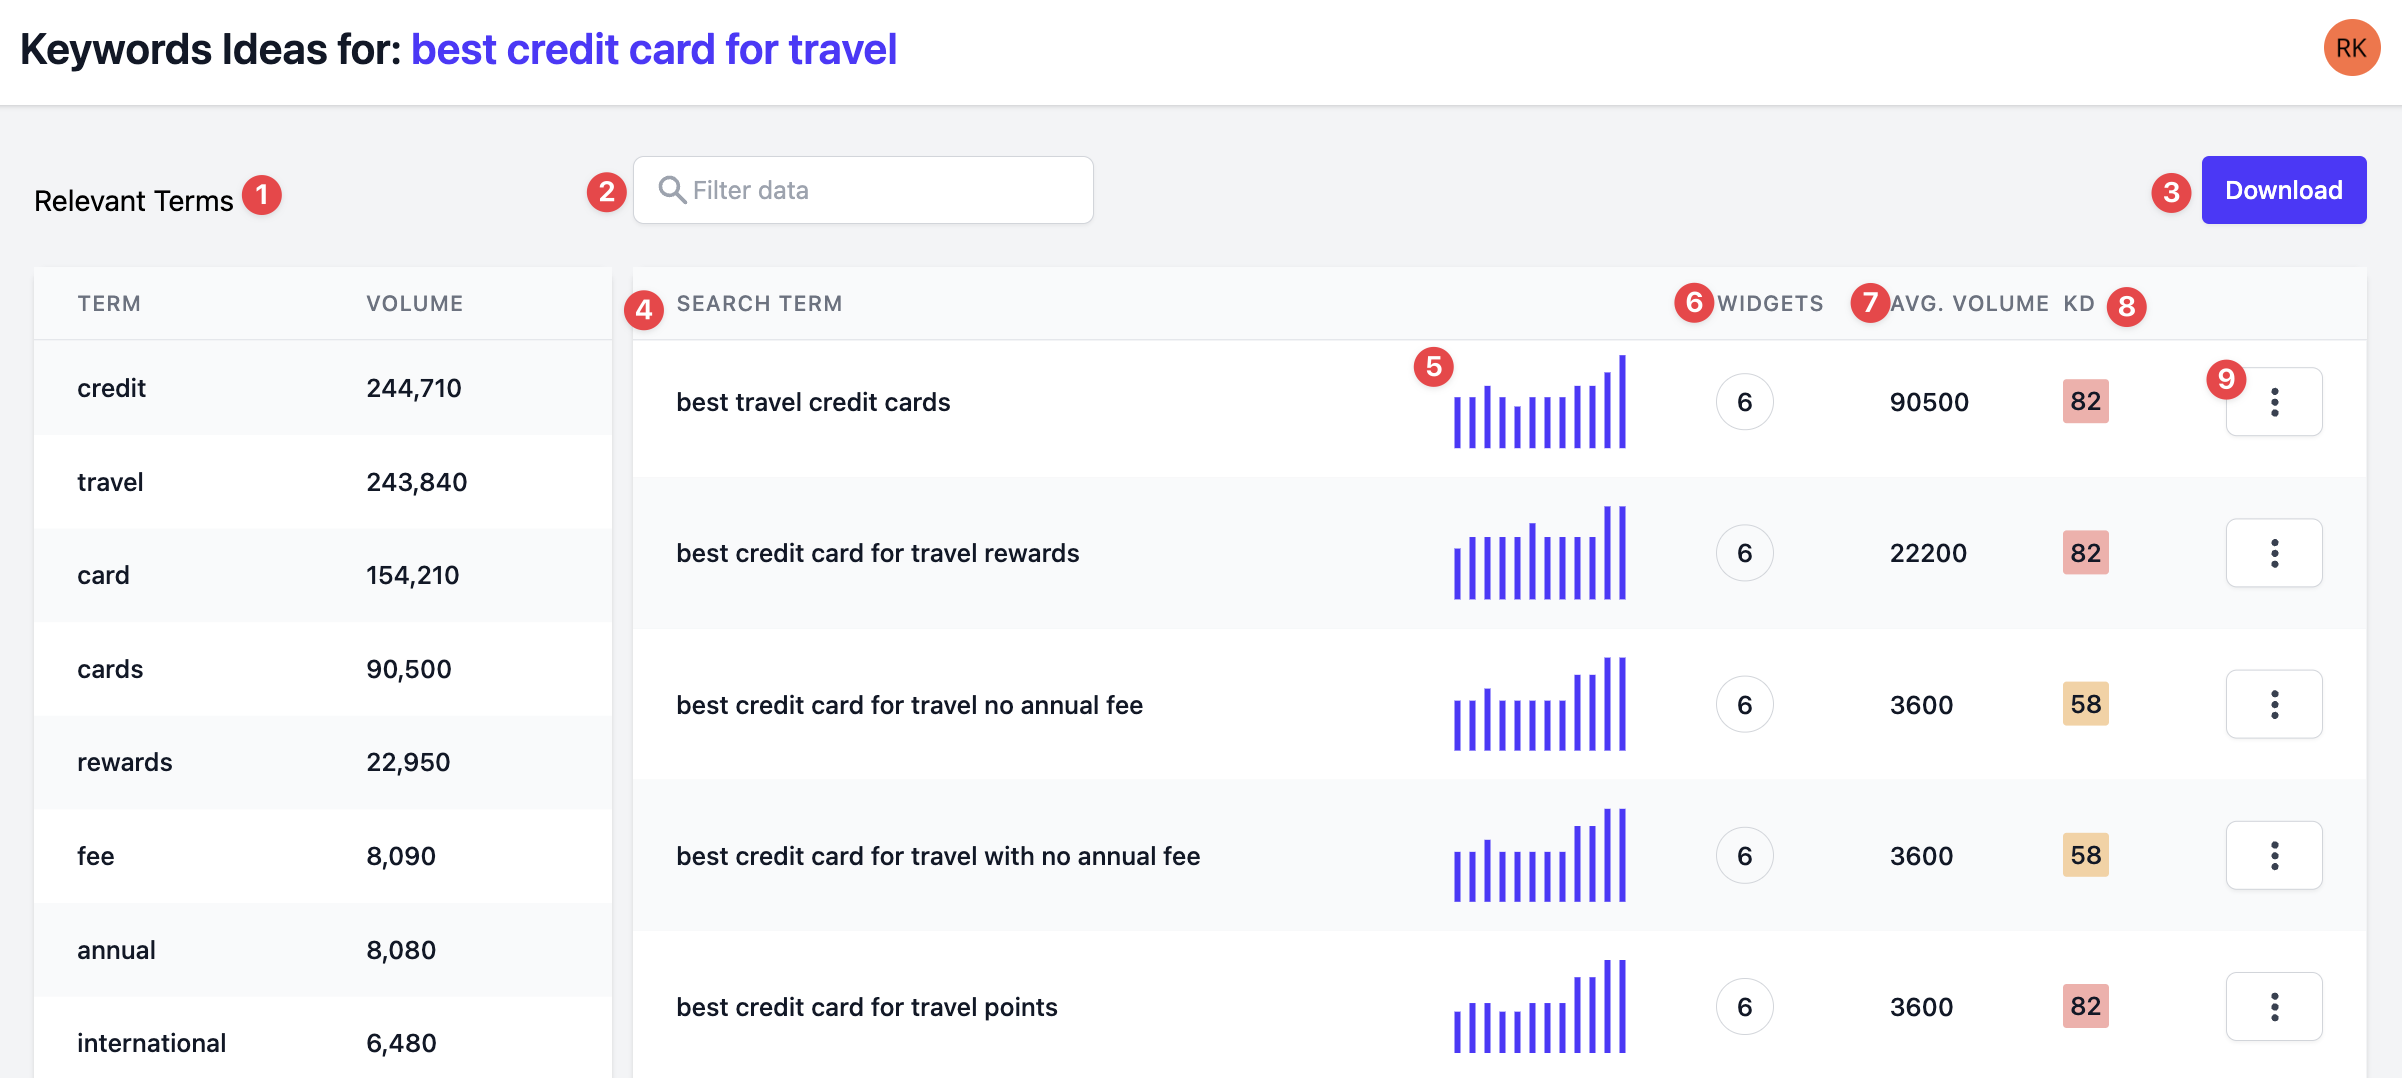 Keywords Ideas for: best credit card for travel
RK
Relevant Terms 1
2 Filter data
3 Download
TERM VOLUME
credit 244,710
travel 243,840
card 154,210
cards 90,500
rewards 22,950
fee 8,090
annual 8,080
international 6,480
4 SEARCH TERM 6 WIDGETS 7 AVG. VOLUME KD 8
best travel credit cards 5 6 90500 82 9
best credit card for travel rewards 6 22200 82
best credit card for travel no annual fee 6 3600 58
best credit card for travel with no annual fee 6 3600 58
best credit card for travel points 6 3600 82